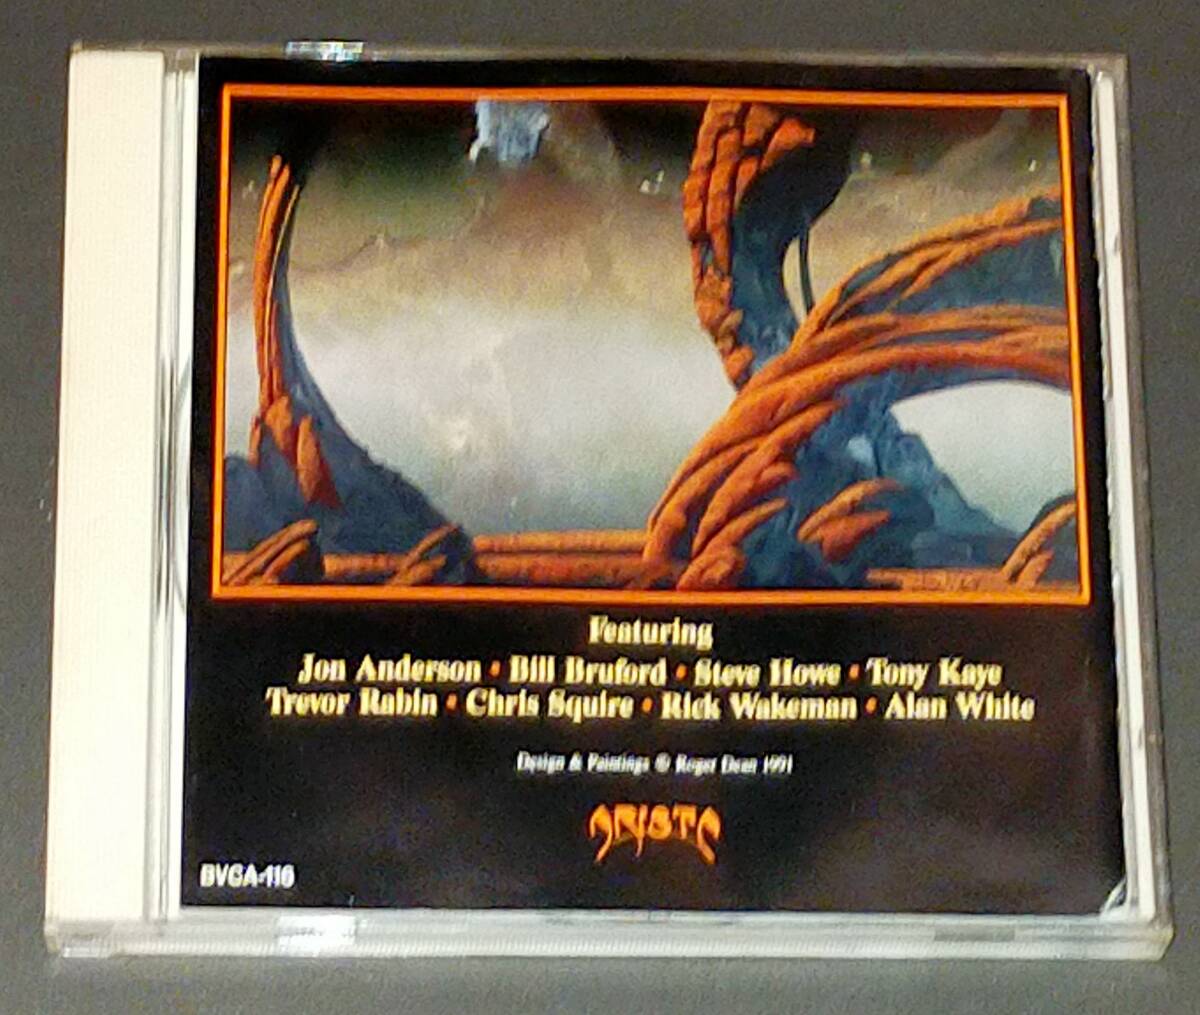 Featuring
Jon Anderson • Bill Bruford • Steve Howe • Tony Kaye
Trevor Rabin • Chris Squire • Rick Wakeman • Alan White
Design & Paintings © Roger Dean 1991
ARISTA
BVCA-116